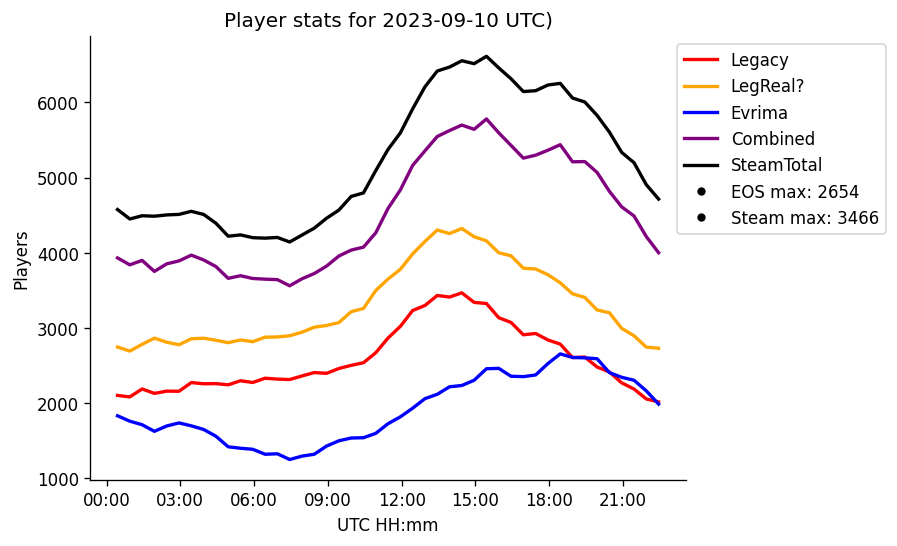 Player stats for 2023-09-10 UTC)
Legacy
LegReal?
Evrima
Combined
SteamTotal
EOS max: 2654
Steam max: 3466
Players
6000
5000
4000
3000
2000
1000
00:00 03:00 06:00 09:00 12:00 15:00 18:00 21:00
UTC HH:mm